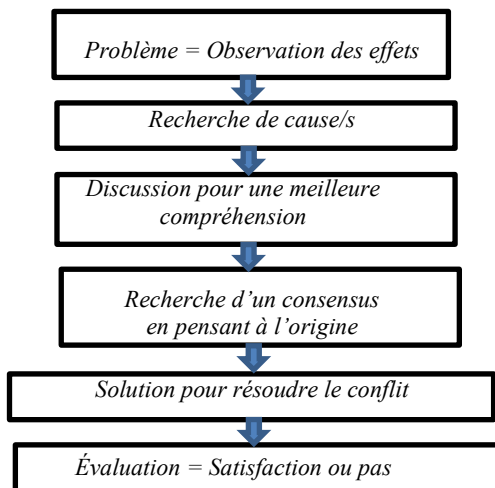 Problème = Observation des effets
Recherche de cause/s
Discussion pour une meilleure
compréhension
Recherche d’un consensus
en pensant à l’origine
Solution pour résoudre le conflit
Évaluation = Satisfaction ou pas